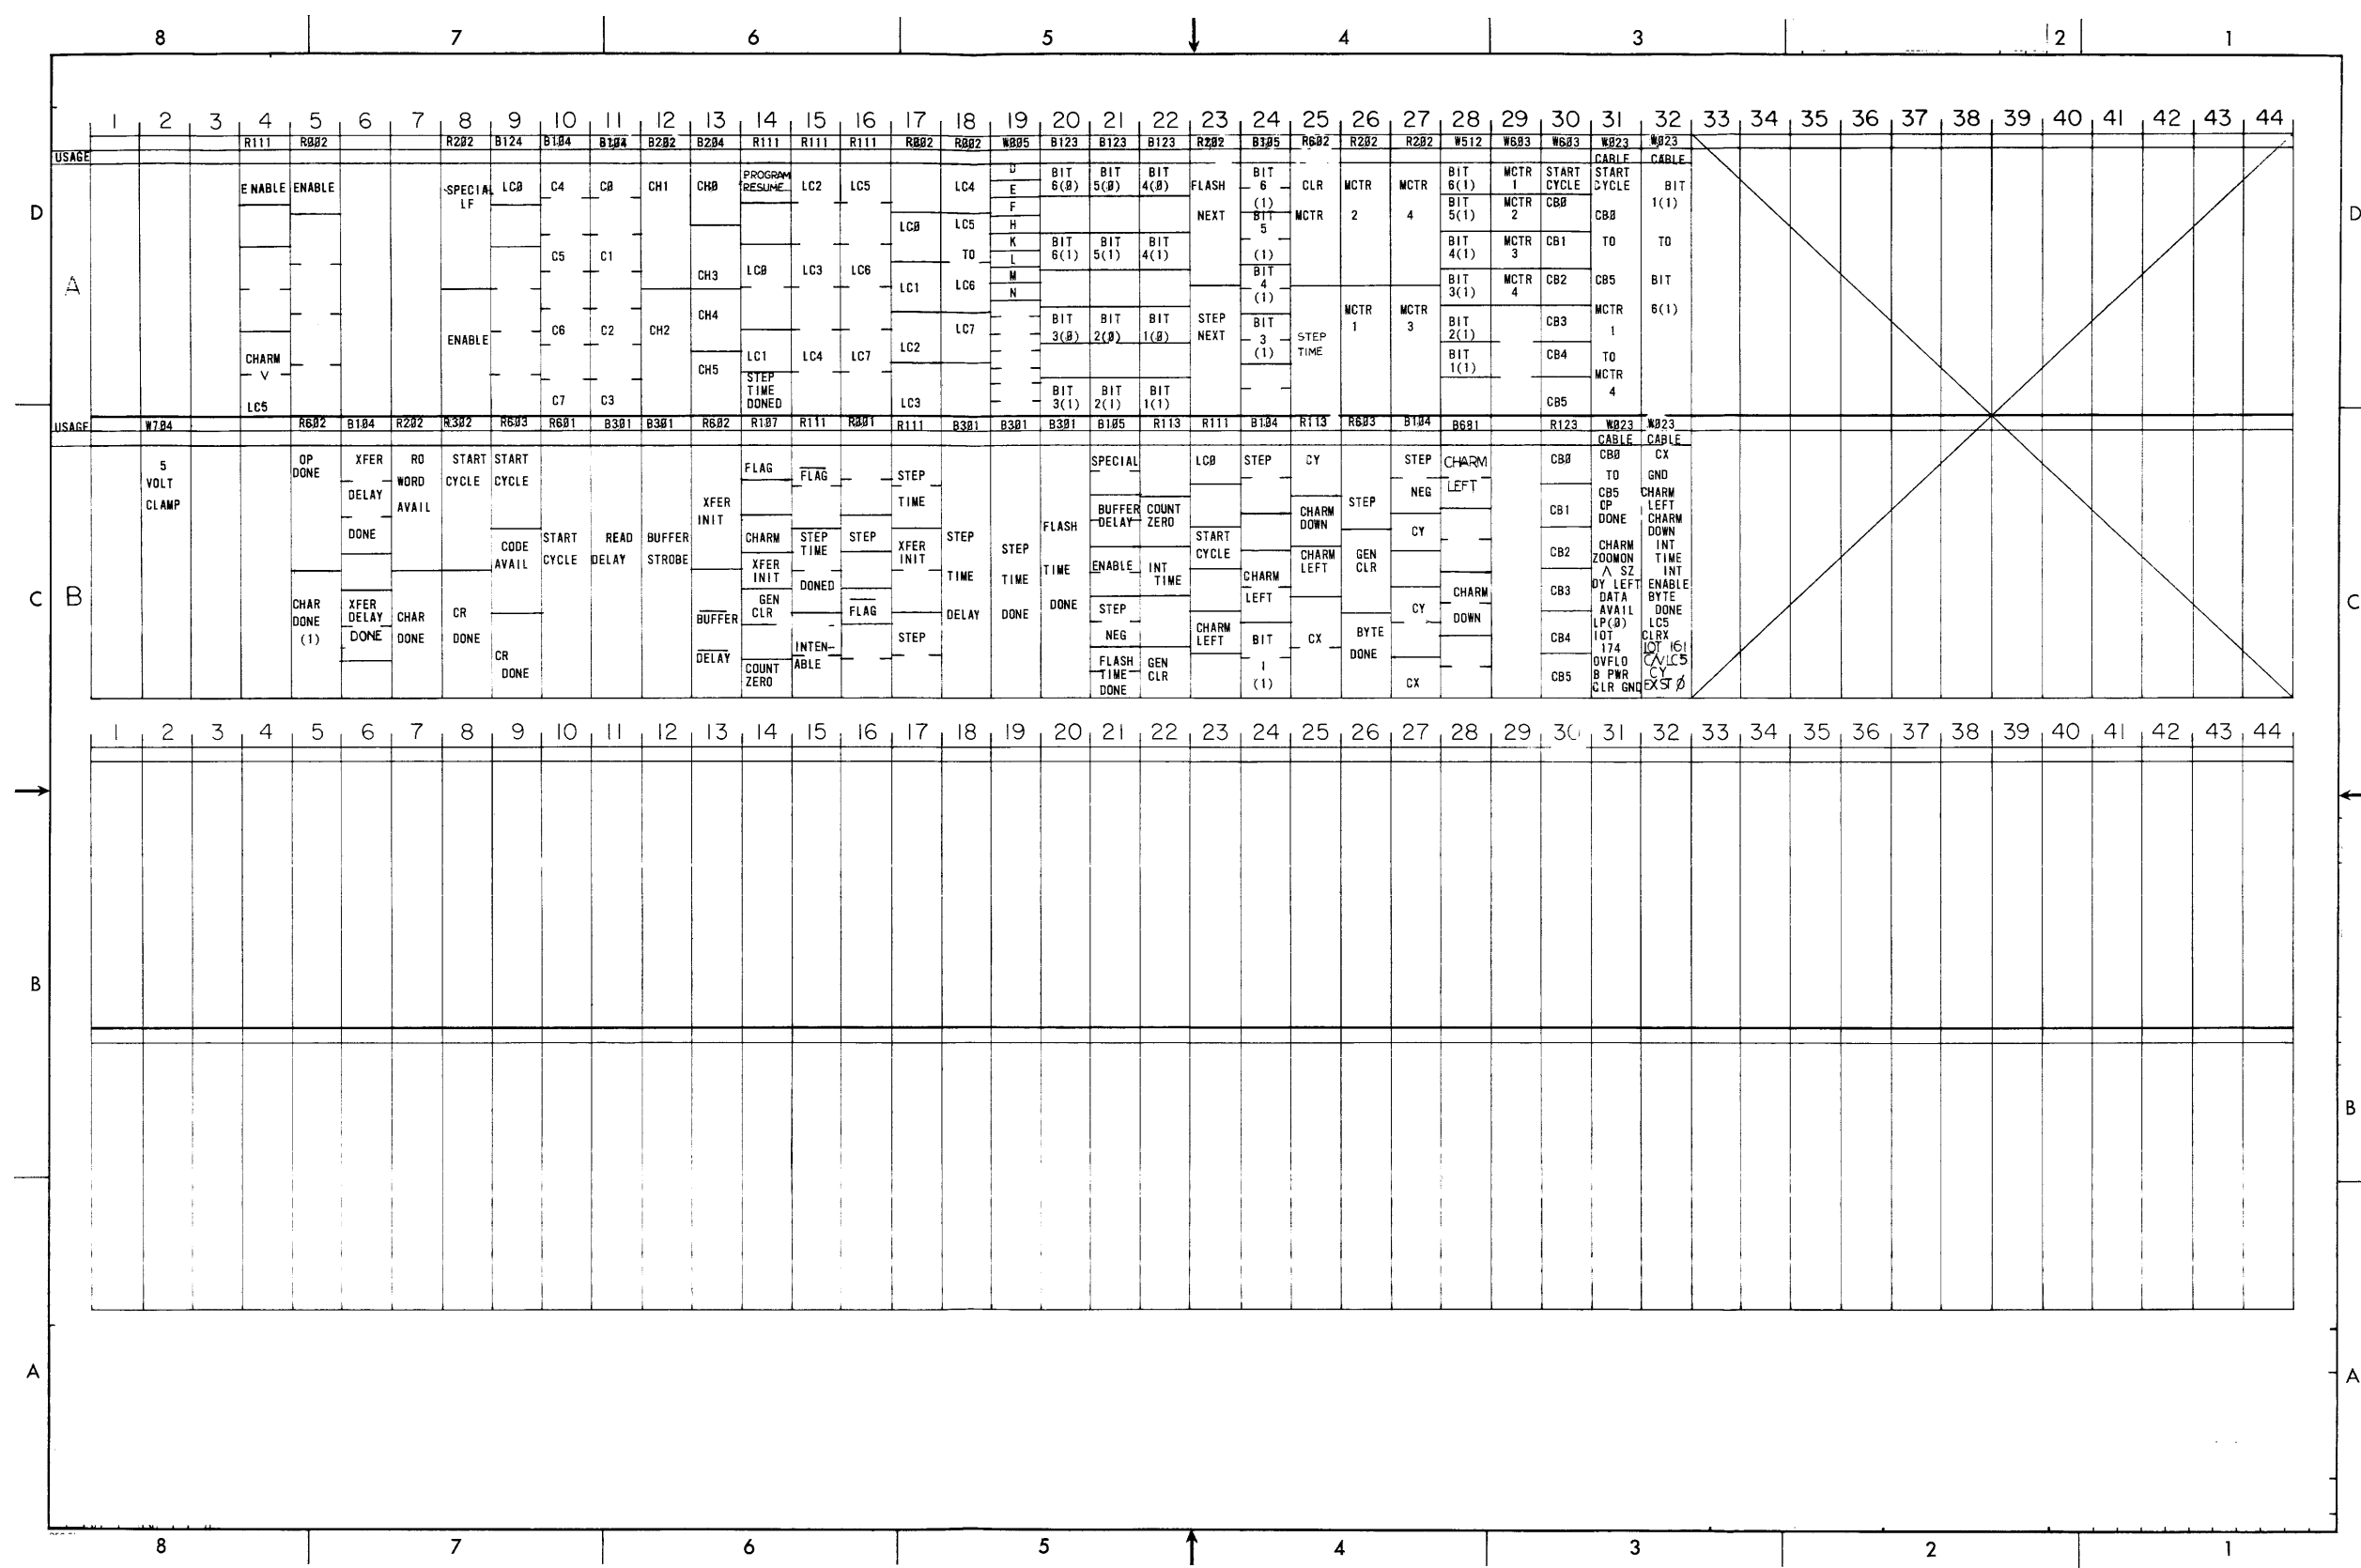 8 7 6 5 4 3 2 1
1 2 3 4 5 6 7 8 9 10 11 12 13 14 15 16 17 18 19 20 21 22 23 24 25 26 27 28 29 30 31 32 33 34 35 36 37 38 39 40 41 42 43 44
USAGE R111 R002 R202 B124 B104 B104 B202 B204 R111 R111 R111 R002 R002 W005 B123 B123 B123 R202 B105 R602 R202 R202 W512 W603 W603 W023 W023
CABLE CABLE
D
A
D
ENABLE
CHARM
V
LC5
ENABLE
SPECIAL
LF
ENABLE
LC0
C4
C5
C6
C7
C0
C1
C2
C3
CH1
CH2
CH0
CH3
CH4
CH5
PROGRAM
RESUME
LC0
LC1
STEP
TIME
DONED
LC2
LC3
LC4
LC5
LC6
LC7
LC0
LC1
LC2
LC3
LC4
LC5
TO
LC6
LC7
D
E
F
H
K
L
M
N
BIT
6(0)
BIT
6(1)
BIT
3(0)
BIT
3(1)
BIT
5(0)
BIT
5(1)
BIT
2(0)
BIT
2(1)
BIT
4(0)
BIT
4(1)
BIT
1(0)
BIT
1(1)
FLASH
NEXT
STEP
NEXT
BIT
6
(1)
BIT
5
(1)
BIT
4
(1)
BIT
3
(1)
CLR
MCTR
STEP
TIME
MCTR
2
MCTR
1
MCTR
4
MCTR
3
BIT
6(1)
BIT
5(1)
BIT
4(1)
BIT
3(1)
BIT
2(1)
BIT
1(1)
MCTR
1
MCTR
2
MCTR
3
MCTR
4
START
CYCLE
CB0
CB1
CB2
CB3
CB4
CB5
START
CYCLE
CB0
TO
CB5
MCTR
1
TO
MCTR
4
BIT
1(1)
TO
BIT
6(1)
USAGE W704 R602 B104 R202 R302 R603 R601 B301 B301 R602 R107 R111 R001 R111 B301 B301 B301 B105 R113 R111 B104 R113 R603 B104 B681 R123 W023 W023
CABLE CABLE
C
B
C
5
VOLT
CLAMP
OP
DONE
CHAR
DONE
(1)
XFER
DELAY
DONE
XFER
DELAY
DONE
RO
WORD
AVAIL
CHAR
DONE
START
CYCLE
CR
DONE
START
CYCLE
CODE
AVAIL
CR
DONE
START
CYCLE
READ
DELAY
BUFFER
STROBE
XFER
INIT
BUFFER
DELAY
FLAG
CHARM
XFER
INIT
GEN
CLR
COUNT
ZERO
FLAG
STEP
TIME
DONED
INTEN-
ABLE
STEP
FLAG
STEP
TIME
XFER
INIT
STEP
STEP
TIME
DELAY
STEP
TIME
DONE
FLASH
TIME
DONE
SPECIAL
BUFFER
DELAY
ENABLE
STEP
NEG
FLASH
TIME
DONE
COUNT
ZERO
INT
TIME
GEN
CLR
LC0
START
CYCLE
CHARM
LEFT
STEP
CHARM
LEFT
BIT
1
(1)
CY
CHARM
DOWN
CHARM
LEFT
CX
STEP
GEN
CLR
BYTE
DONE
STEP
NEG
CY
CY
CX
CHARM
LEFT
CHARM
DOWN
CB0
CB1
CB2
CB3
CB4
CB5
CB0
TO
CB5
OP
DONE
CHARM
ZOOMON
Λ SZ
DY LEFT
DATA
AVAIL
LP(0)
IOT
174
OVFLO
B PWR
CLR GND
CX
GND
CHARM
LEFT
CHARM
DOWN
INT
TIME
INT
ENABLE
BYTE
DONE
LC5
CLRX
IOT 161
C/VLC5
CY
EXST 0
1 2 3 4 5 6 7 8 9 10 11 12 13 14 15 16 17 18 19 20 21 22 23 24 25 26 27 28 29 30 31 32 33 34 35 36 37 38 39 40 41 42 43 44
B
B
A
A
8 7 6 5 4 3 2 1